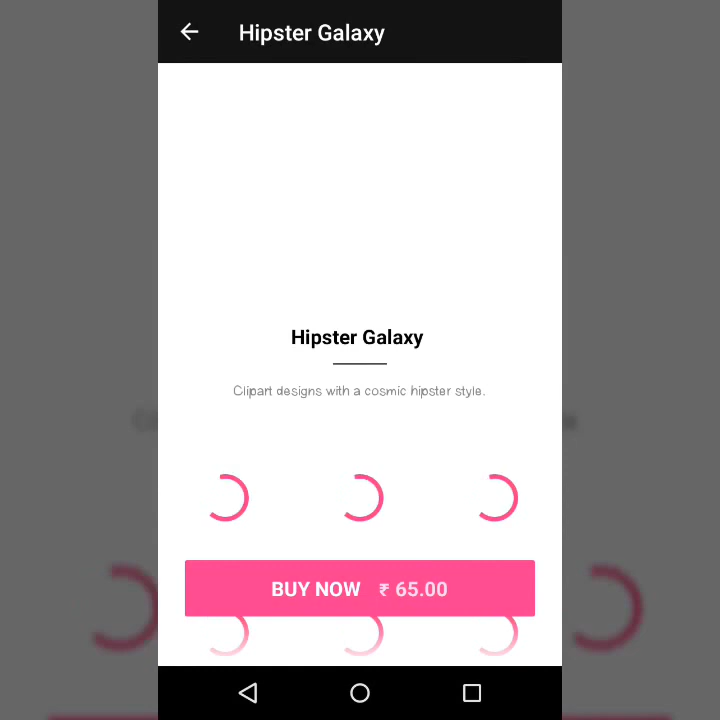 Hipster Galaxy
Hipster Galaxy
Clipart designs with a cosmic hipster style.
BUY NOW ₹ 65.00